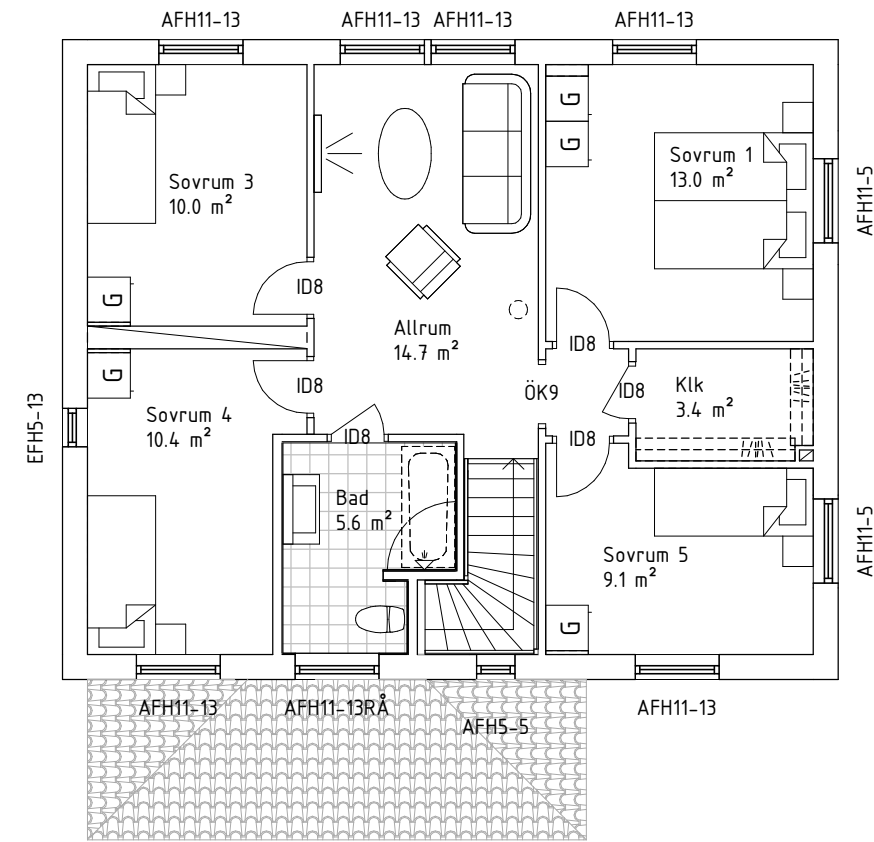 AFH11-13
AFH11-13
AFH11-13
AFH11-13
G
G
Sovrum 1
13.0 m²
AFH11-5
Sovrum 3
10.0 m²
G
ID8
Allrum
14.7 m²
ID8
ID8
G
ÖK9
ID8
Klk
3.4 m²
EFH5-13
Sovrum 4
10.4 m²
ID8
ID8
Bad
5.6 m²
AFH11-5
Sovrum 5
9.1 m²
G
AFH11-13
AFH11-13RÅ
AFH5-5
AFH11-13